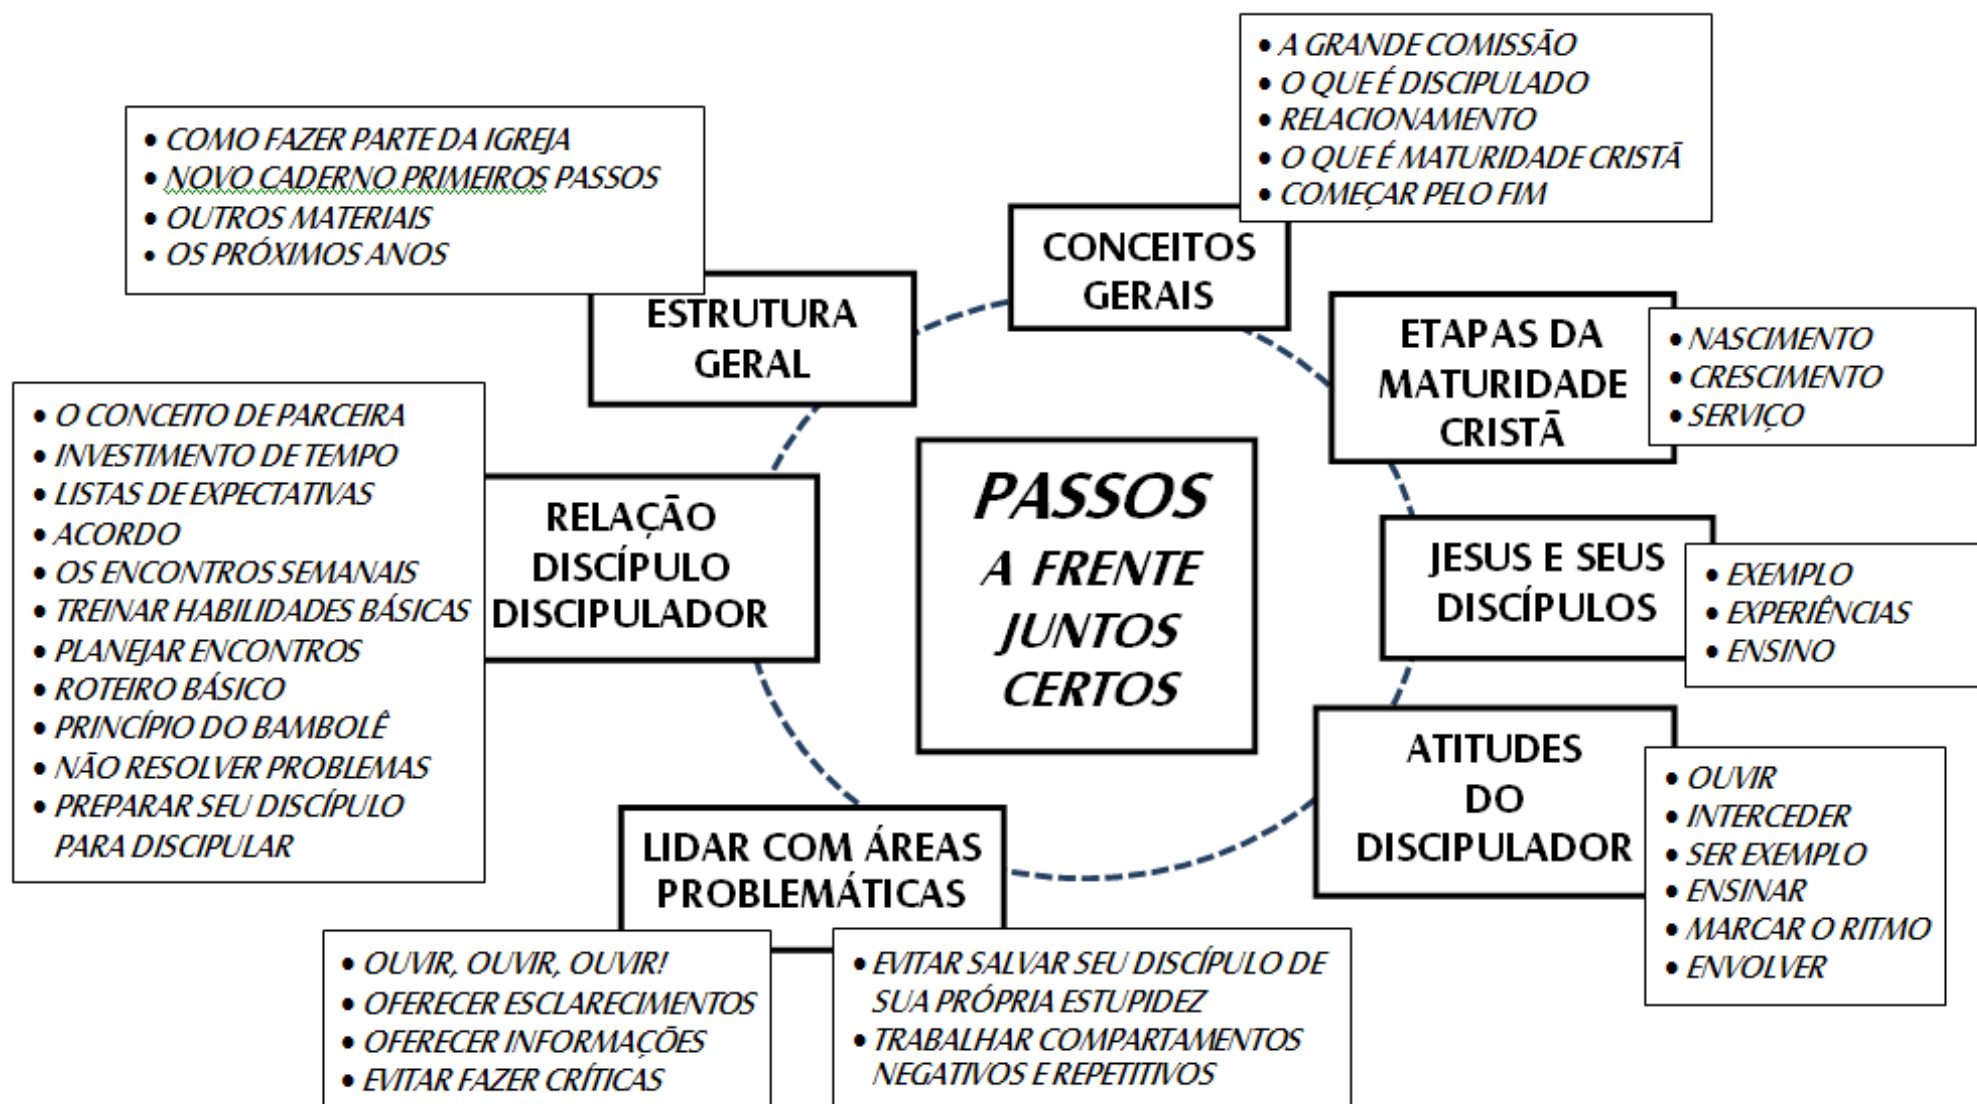 • A GRANDE COMISSÃO
• O QUE É DISCIPULADO
• RELACIONAMENTO
• O QUE É MATURIDADE CRISTÃ
• COMEÇAR PELO FIM
CONCEITOS
GERAIS
ETAPAS DA
MATURIDADE
CRISTÃ
• NASCIMENTO
• CRESCIMENTO
• SERVIÇO
JESUS E SEUS
DISCÍPULOS
• EXEMPLO
• EXPERIÊNCIAS
• ENSINO
ATITUDES
DO
DISCIPULADOR
• OUVIR
• INTERCEDER
• SER EXEMPLO
• ENSINAR
• MARCAR O RITMO
• ENVOLVER
LIDAR COM ÁREAS
PROBLEMÁTICAS
• OUVIR, OUVIR, OUVIR!
• OFERECER ESCLARECIMENTOS
• OFERECER INFORMAÇÕES
• EVITAR FAZER CRÍTICAS
• EVITAR SALVAR SEU DISCÍPULO DE
SUA PRÓPRIA ESTUPIDEZ
• TRABALHAR COMPARTAMENTOS
NEGATIVOS E REPETITIVOS
RELAÇÃO
DISCÍPULO
DISCIPULADOR
• O CONCEITO DE PARCEIRA
• INVESTIMENTO DE TEMPO
• LISTAS DE EXPECTATIVAS
• ACORDO
• OS ENCONTROS SEMANAIS
• TREINAR HABILIDADES BÁSICAS
• PLANEJAR ENCONTROS
• ROTEIRO BÁSICO
• PRINCÍPIO DO BAMBOLÊ
• NÃO RESOLVER PROBLEMAS
• PREPARAR SEU DISCÍPULO
PARA DISCIPULAR
ESTRUTURA
GERAL
• COMO FAZER PARTE DA IGREJA
• NOVO CADERNO PRIMEIROS PASSOS
• OUTROS MATERIAIS
• OS PRÓXIMOS ANOS
PASSOS
A FRENTE
JUNTOS
CERTOS